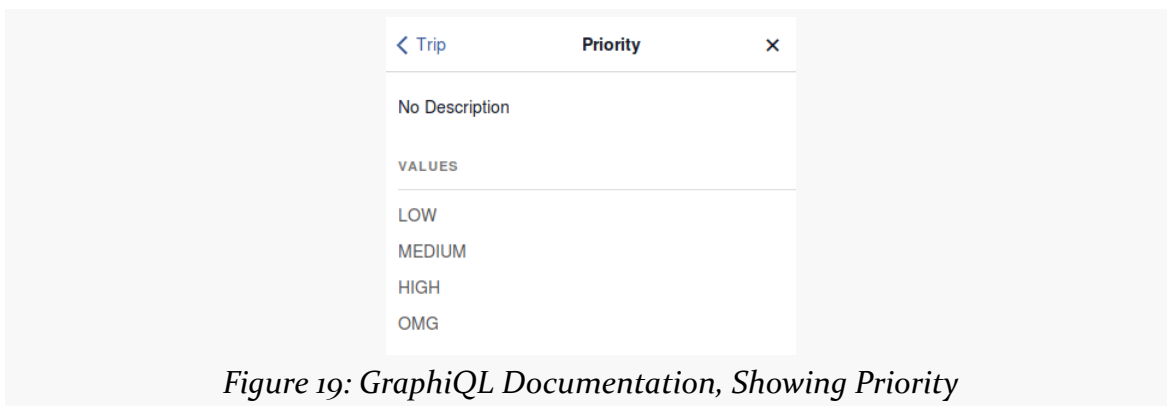 Trip Priority ×
No Description
VALUES
LOW
MEDIUM
HIGH
OMG
Figure 19: GraphiQL Documentation, Showing Priority